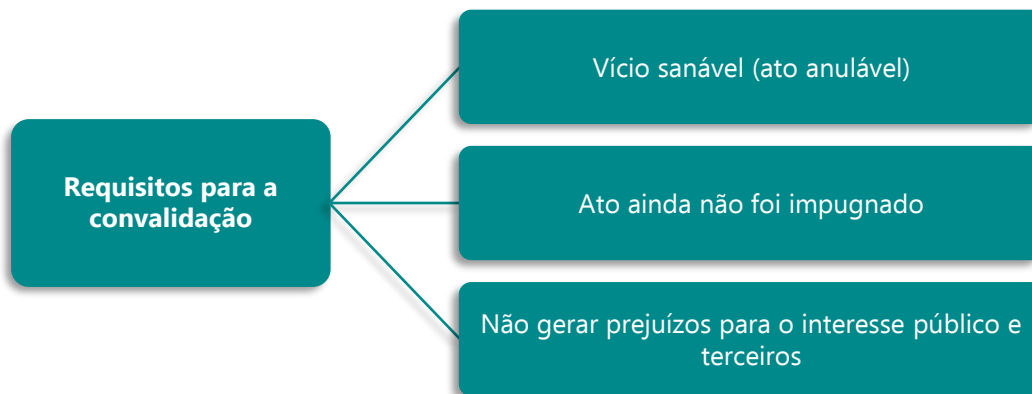 Requisitos para a
convalidação
Vício sanável (ato anulável)
Ato ainda não foi impugnado
Não gerar prejuízos para o interesse público e
terceiros